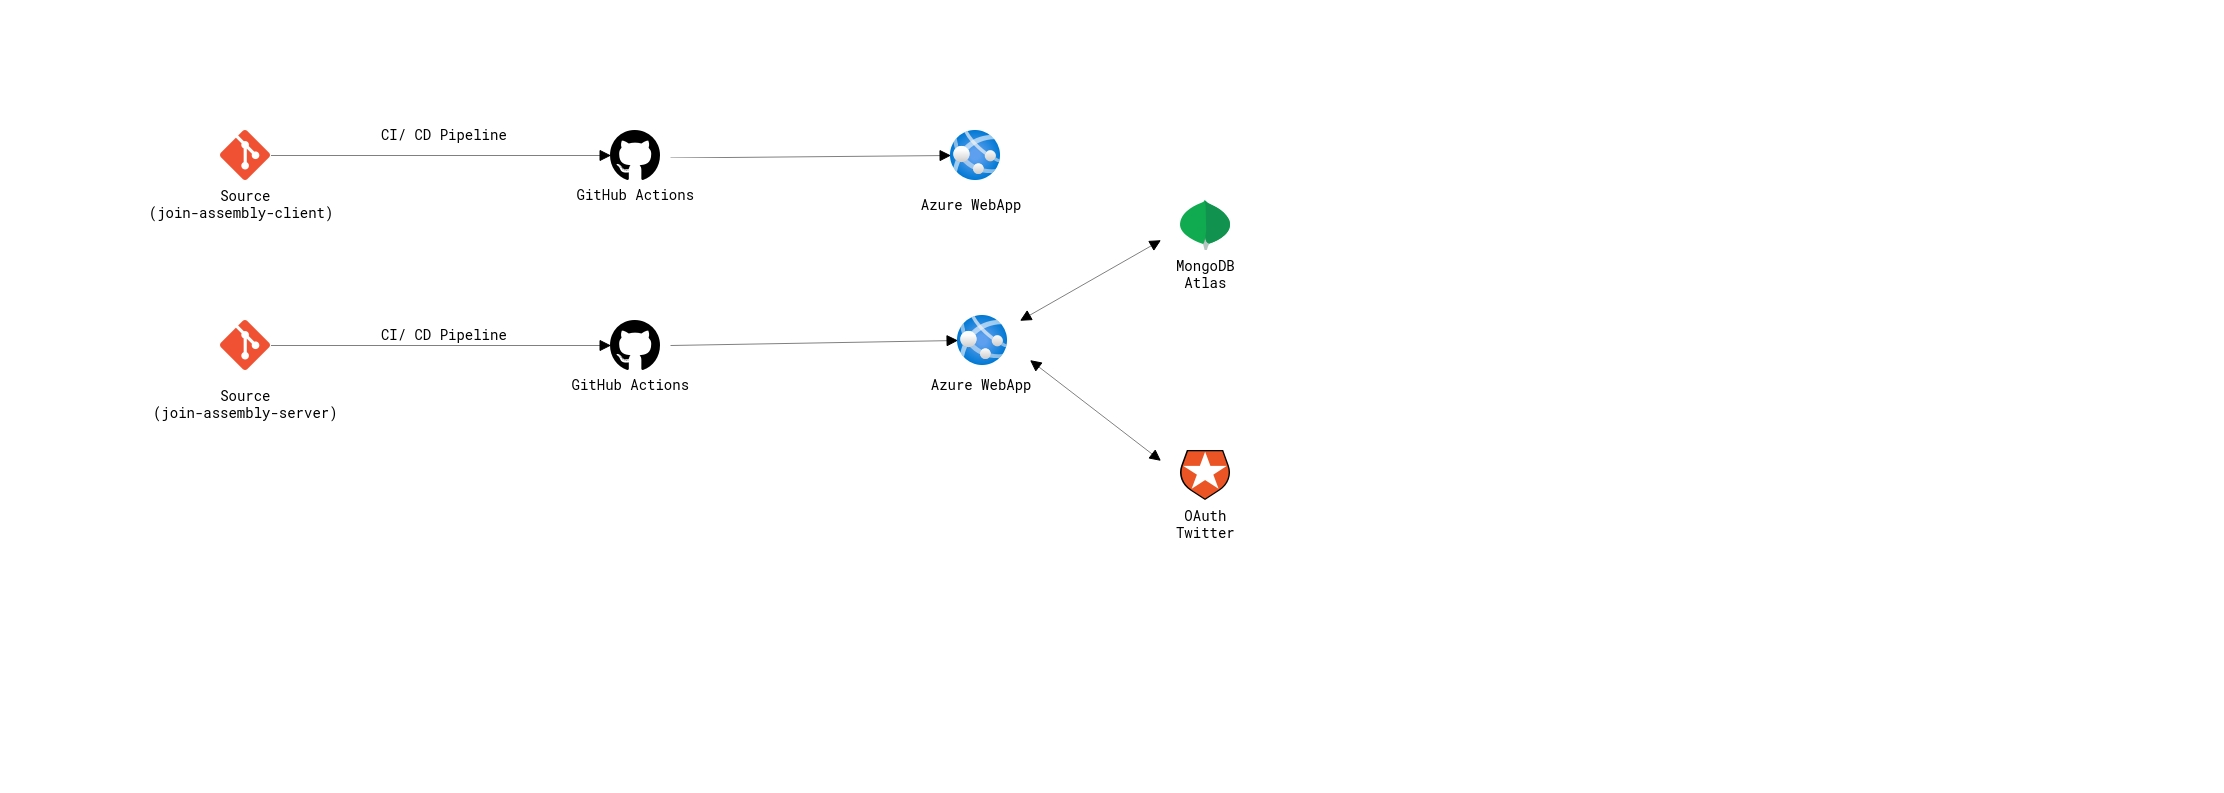 CI/ CD Pipeline
Source
(join-assembly-client)
GitHub Actions
Azure WebApp
MongoDB
Atlas
CI/ CD Pipeline
Source
(join-assembly-server)
GitHub Actions
Azure WebApp
OAuth
Twitter